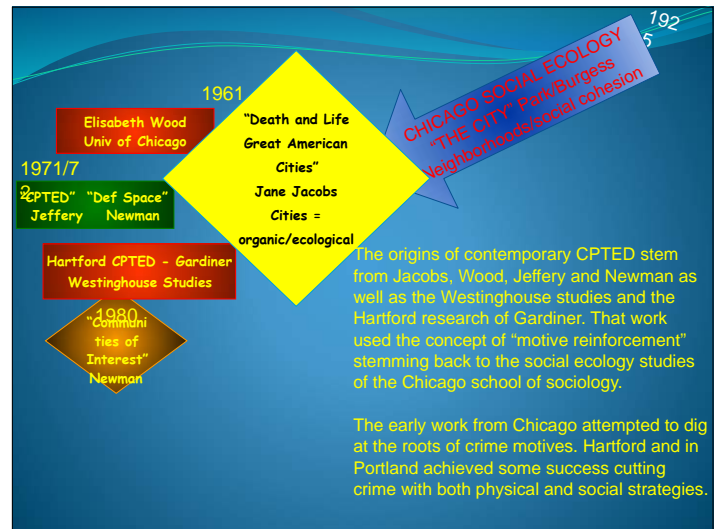 192
5
CHICAGO SOCIAL ECOLOGY
"THE CITY" Park/Burgess
Neighborhoods/social cohesion
1961
"Death and Life
Great American
Cities"
Jane Jacobs
Cities =
organic/ecological
Elisabeth Wood
Univ of Chicago
1971/7
2
"CPTED" "Def Space"
Jeffery Newman
Hartford CPTED - Gardiner
Westinghouse Studies
1980
"Communi
ties of
Interest"
Newman
The origins of contemporary CPTED stem
from Jacobs, Wood, Jeffery and Newman as
well as the Westinghouse studies and the
Hartford research of Gardiner. That work
used the concept of "motive reinforcement"
stemming back to the social ecology studies
of the Chicago school of sociology.
The early work from Chicago attempted to dig
at the roots of crime motives. Hartford and in
Portland achieved some success cutting
crime with both physical and social strategies.